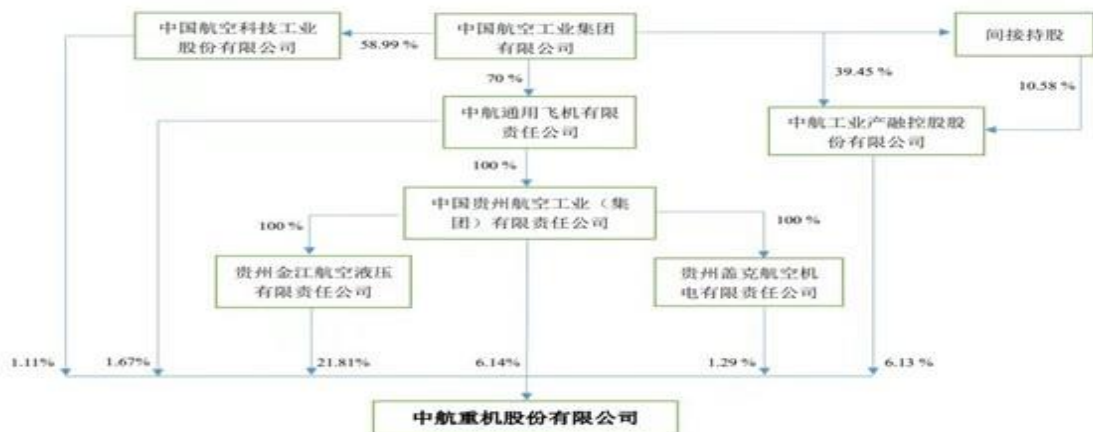 中国航空科技工业
股份有限公司
58.99 %
中国航空工业集团
有限公司
间接持股
70 %
39.45 %
10.58 %
中航通用飞机有限
责任公司
中航工业产融控股股
份有限公司
100 %
中国贵州航空工业（集
团）有限责任公司
100 %
100 %
贵州金江航空液压
有限责任公司
贵州盖克航空机
电有限责任公司
1.11%
1.67%
21.81%
6.14%
1.29 %
6.13 %
中航重机股份有限公司